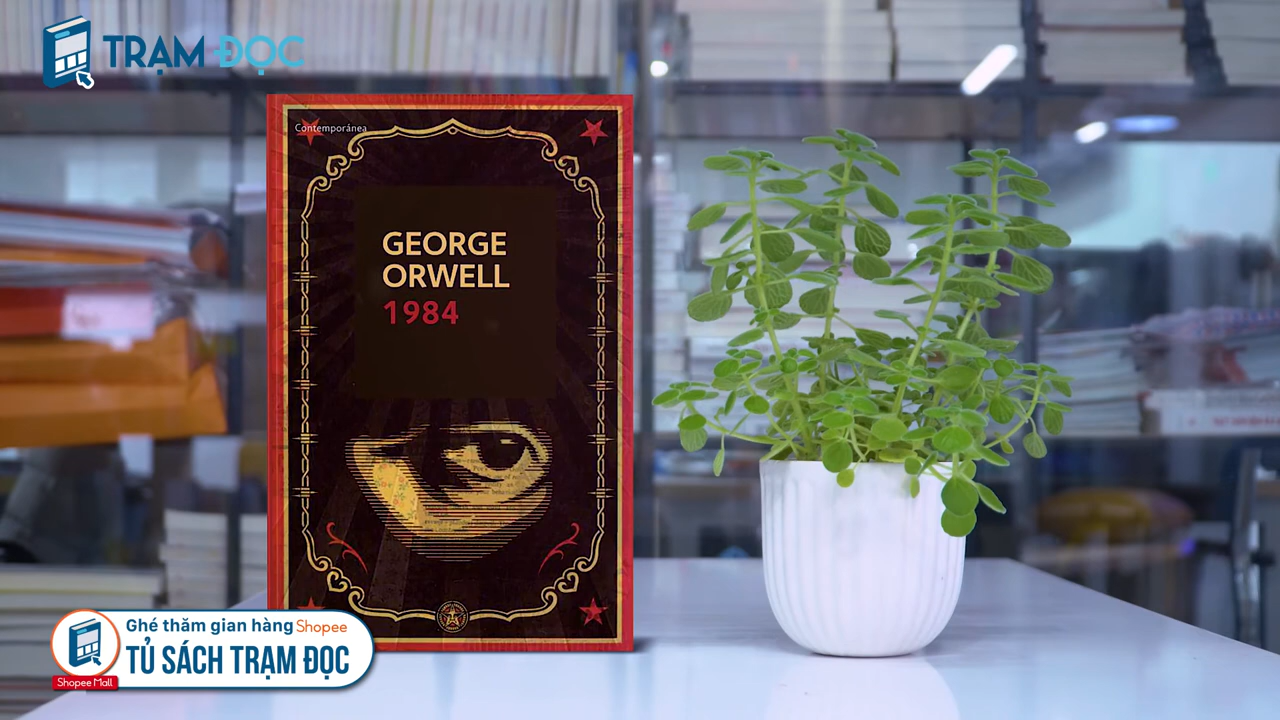 TRẠM ĐỌC
Contemporánea
GEORGE
ORWELL
1984
Ghé thăm gian hàng Shopee
TỦ SÁCH TRẠM ĐỌC
Shopee Mall